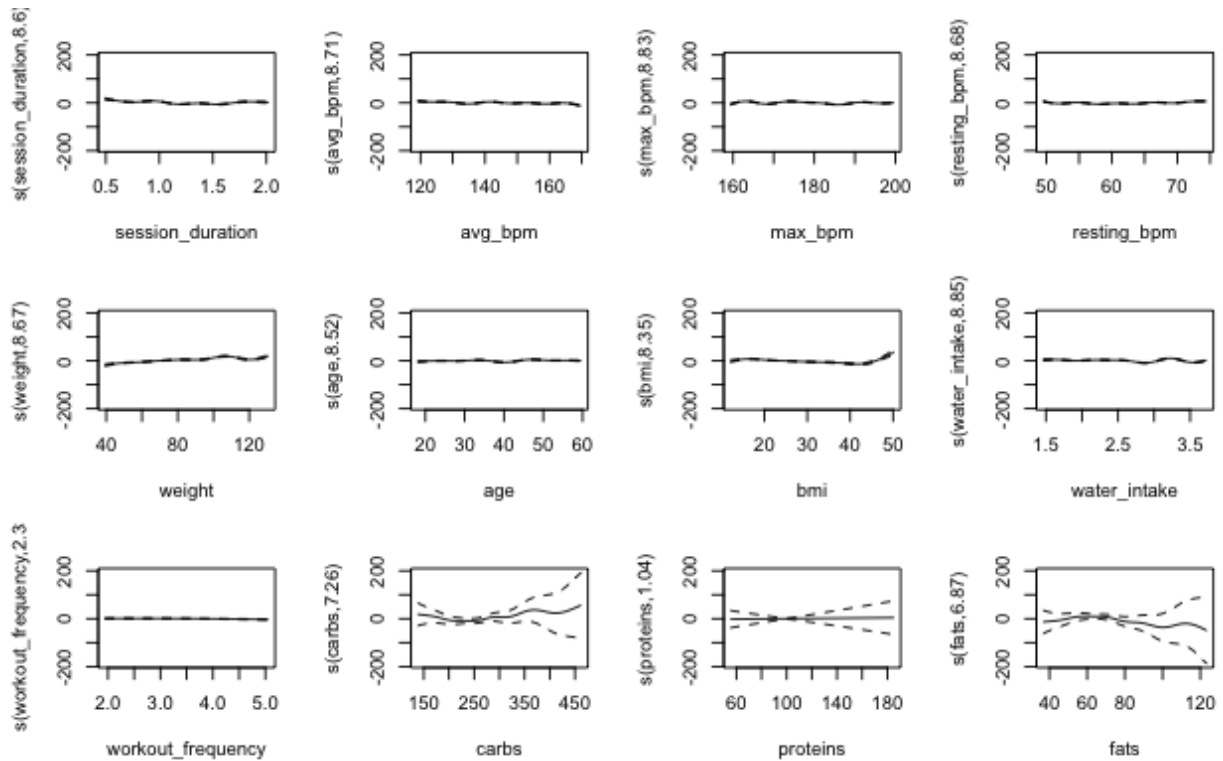 s(session_duration,8.6
200
0
-200
0.5 1.0 1.5 2.0
session_duration
s(avg_bpm,8.71)
200
0
-200
120 140 160
avg_bpm
s(max_bpm,8.83)
200
0
-200
160 180 200
max_bpm
s(resting_bpm,8.68)
200
0
-200
50 60 70
resting_bpm
s(weight,8.67)
200
0
-200
40 80 120
weight
s(age,8.52)
200
0
-200
20 30 40 50 60
age
s(bmi,8.35)
200
0
-200
20 30 40 50
bmi
s(water_intake,8.85)
200
0
-200
1.5 2.5 3.5
water_intake
s(workout_frequency,2.3
200
0
-200
2.0 3.0 4.0 5.0
workout_frequency
s(carbs,7.26)
200
0
-200
150 250 350 450
carbs
s(proteins,1.04)
200
0
-200
60 100 140 180
proteins
s(fats,6.87)
200
0
-200
40 60 80 120
fats